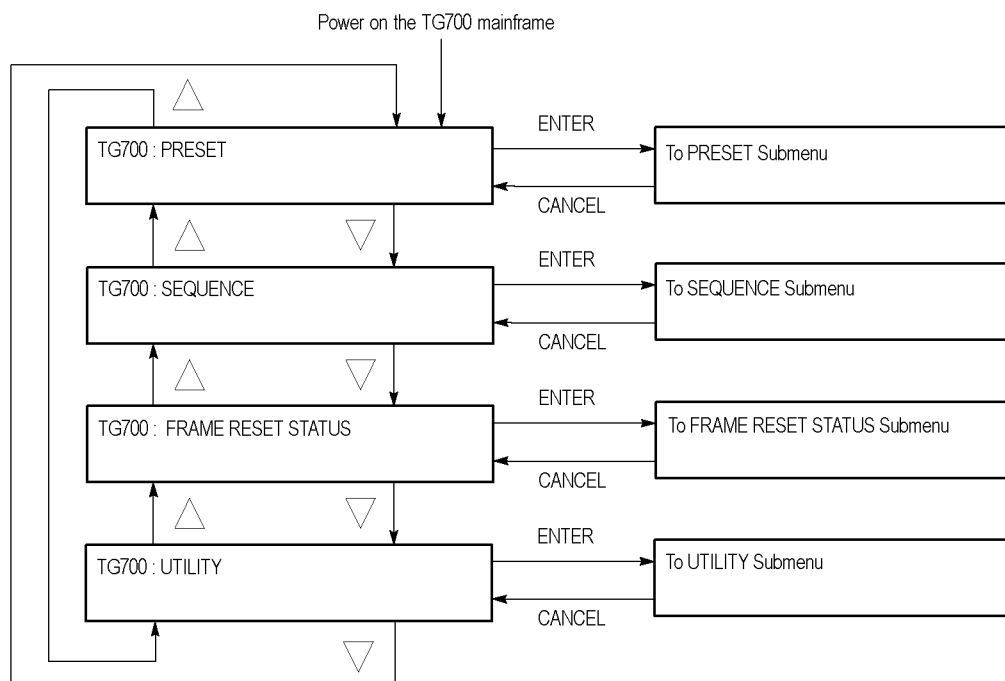 Power on the TG700 mainframe
TG700 : PRESET
ENTER
To PRESET Submenu
CANCEL
TG700 : SEQUENCE
ENTER
To SEQUENCE Submenu
CANCEL
TG700 : FRAME RESET STATUS
ENTER
To FRAME RESET STATUS Submenu
CANCEL
TG700 : UTILITY
ENTER
To UTILITY Submenu
CANCEL